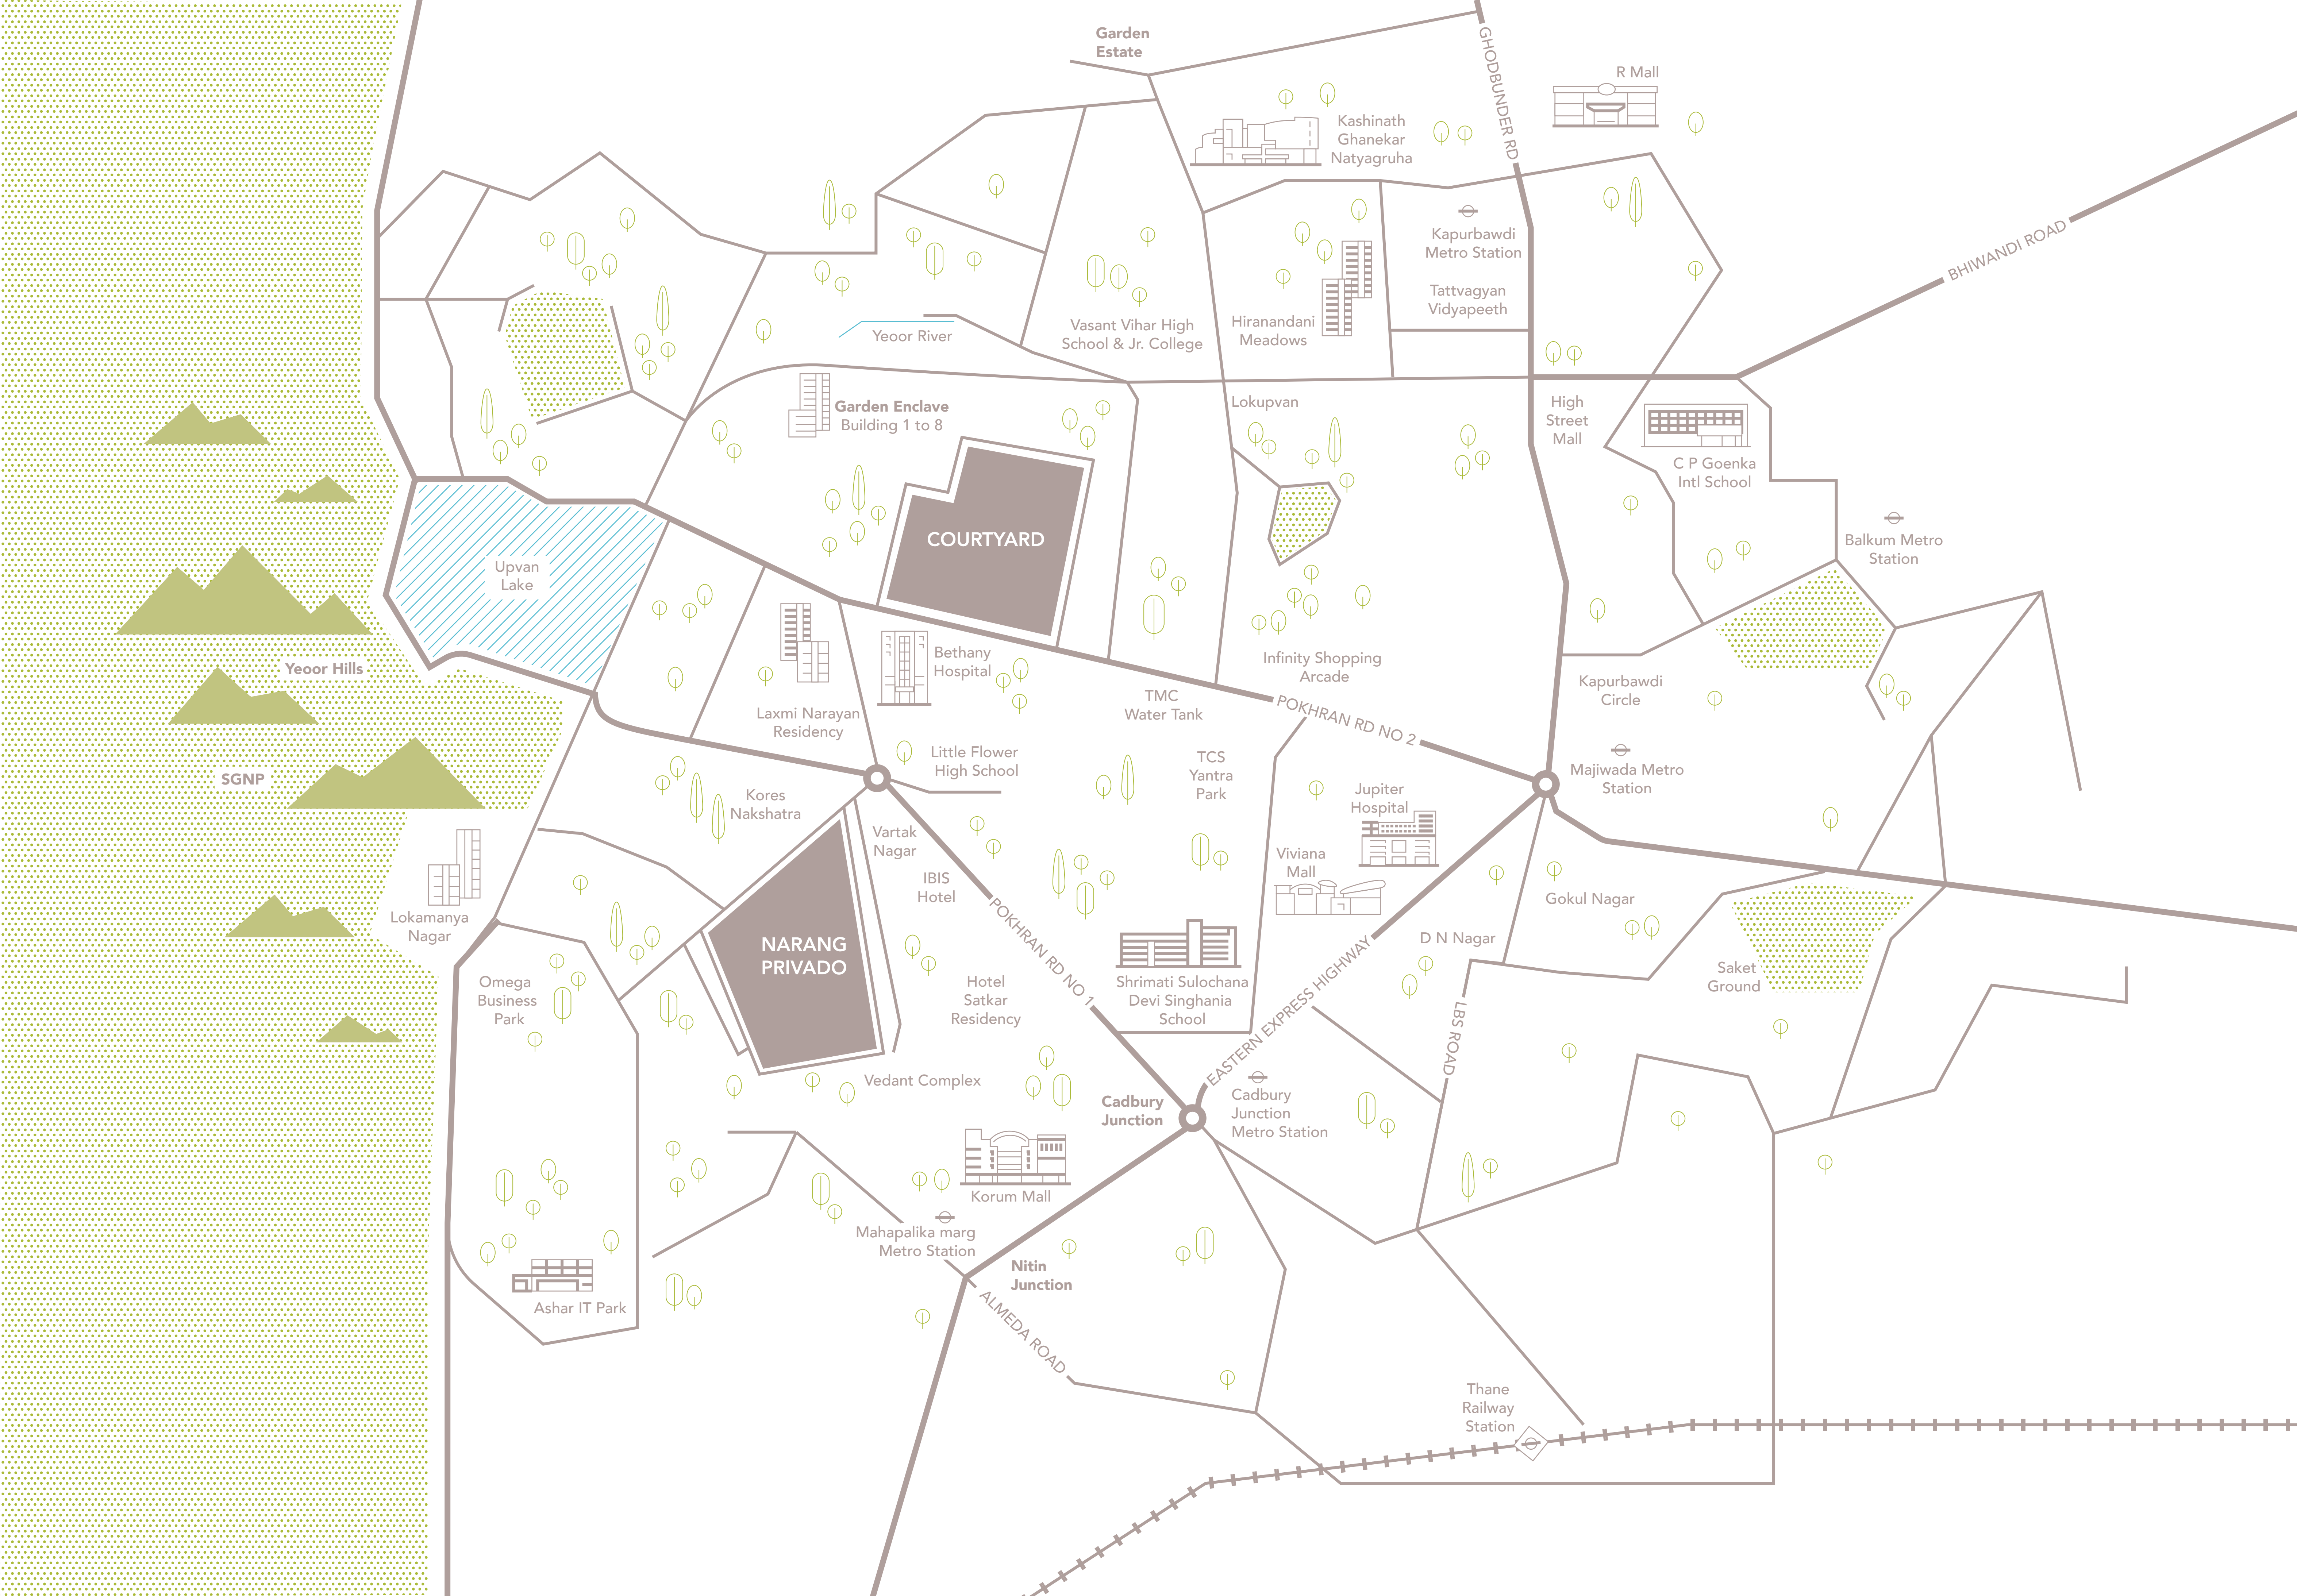 Garden
Estate
GHODBUNDER RD
R Mall
Kashinath
Ghanekar
Natyagruha
Kapurbawdi
Metro Station
BHIWANDI ROAD
Tattvagyan
Vidyapeeth
Yeoor River
Vasant Vihar High
School & Jr. College
Hiranandani
Meadows
Garden Enclave
Building 1 to 8
Lokupvan
High
Street
Mall
C P Goenka
Intl School
COURTYARD
Balkum Metro
Station
Upvan
Lake
Yeoor Hills
Bethany
Hospital
Infinity Shopping
Arcade
Kapurbawdi
Circle
Laxmi Narayan
Residency
TMC
Water Tank
POKHRAN RD NO 2
SGNP
Little Flower
High School
TCS
Yantra
Park
Majiwada Metro
Station
Kores
Nakshatra
Jupiter
Hospital
Vartak
Nagar
Viviana
Mall
IBIS
Hotel
Gokul Nagar
Lokamanya
Nagar
POKHRAN RD NO 1
NARANG
PRIVADO
D N Nagar
EASTERN EXPRESS HIGHWAY
Omega
Business
Park
Hotel
Satkar
Residency
Shrimati Sulochana
Devi Singhania
School
LBS ROAD
Saket
Ground
Vedant Complex
Cadbury
Junction
Cadbury
Junction
Metro Station
Korum Mall
Mahapalika marg
Metro Station
Nitin
Junction
Ashar IT Park
ALMEDA ROAD
Thane
Railway
Station